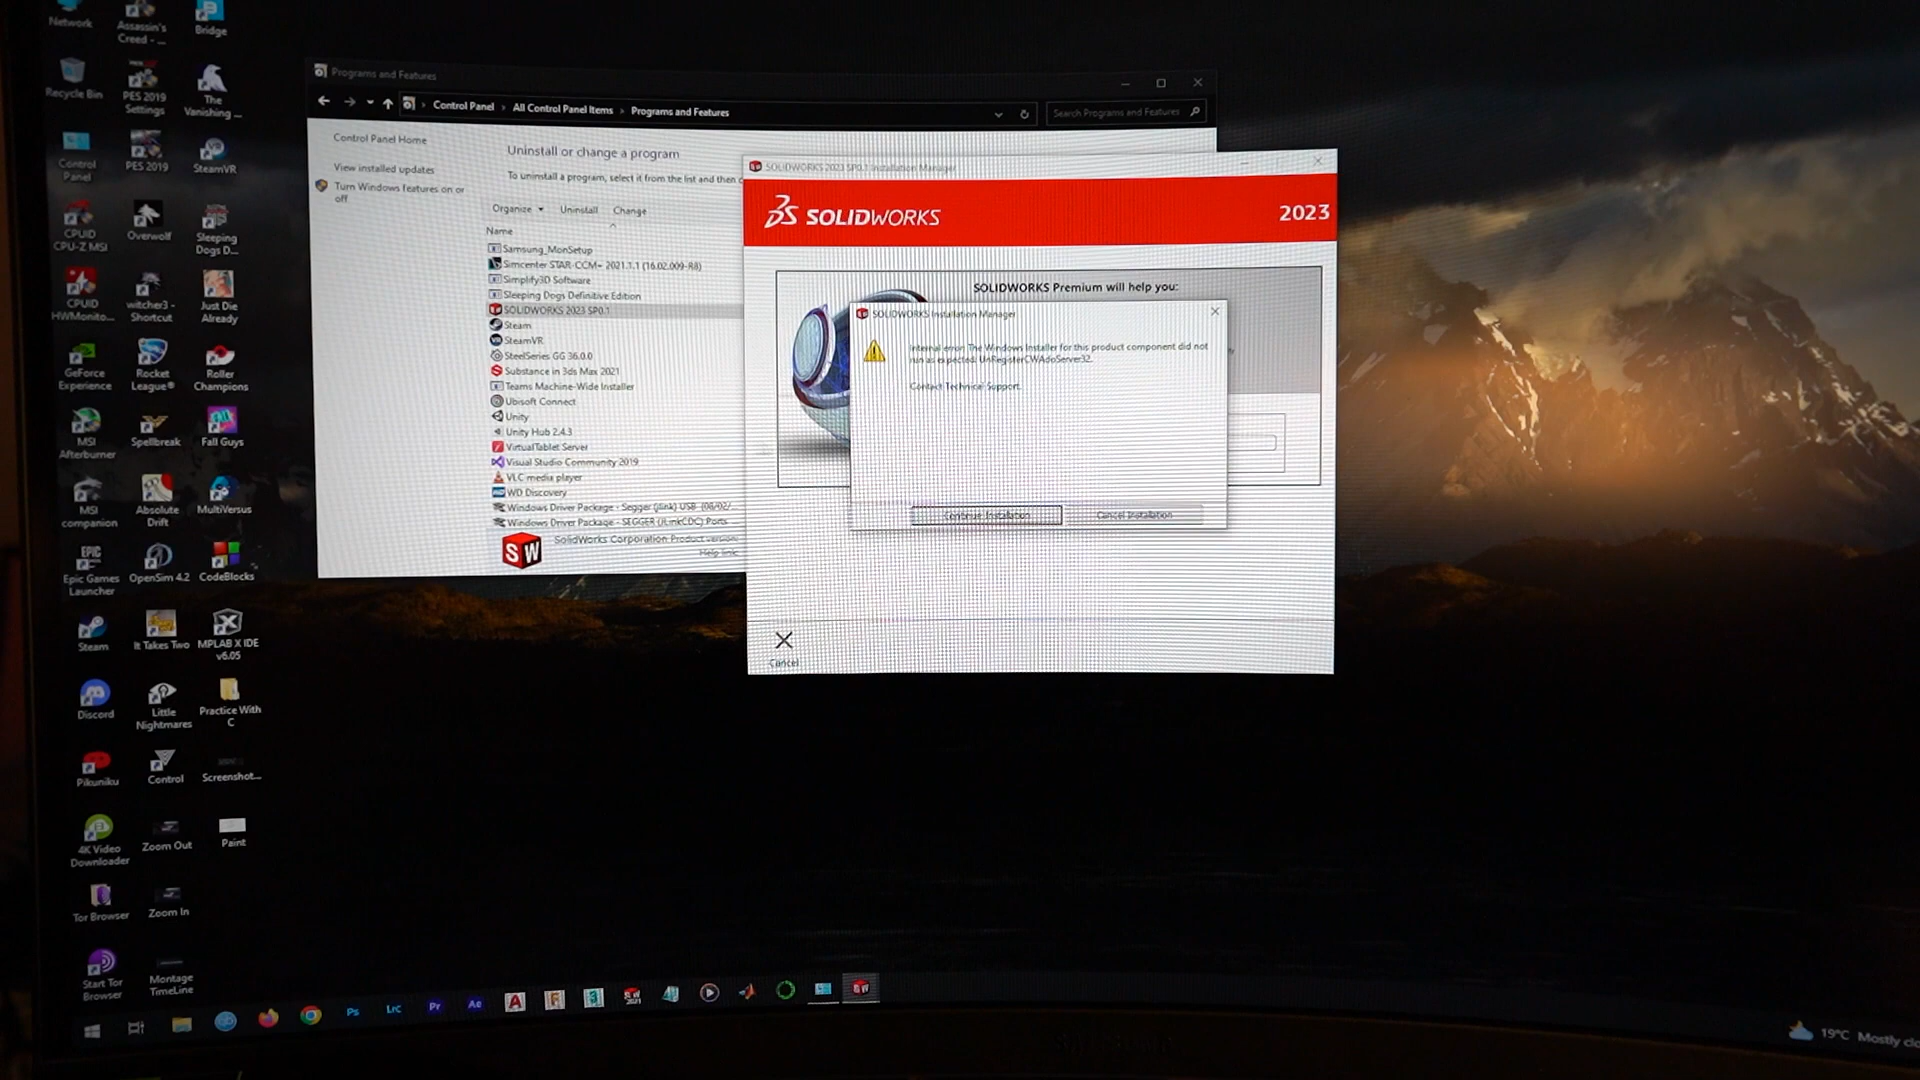 Network
Assassin's
Creed - ...
Bridge
Recycle Bin
PES 2019
Settings
The
Vanishing ...
Control
Panel
PES 2019
SteamVR
CPUID
CPU-Z MSI
Overwolf
Sleeping
Dogs D...
CPUID
HWMonito...
witcher3 -
Shortcut
Just Die
Already
GeForce
Experience
Rocket
League®
Roller
Champions
MSI
Afterburner
Spellbreak
Fall Guys
MSI
companion
Absolute
Drift
MultiVersus
EPIC
GAMES
Epic Games
Launcher
OpenSim 4.2
CodeBlocks
Steam
It Takes Two
MPLAB X IDE
v6.05
Discord
Little
Nightmares
Practice With
C
Pikuniku
Control
Screenshot...
4K Video
Downloader
Zoom Out
Paint
Tor Browser
Zoom In
Start Tor
Browser
Montage
TimeLine
Programs and Features
Control Panel > All Control Panel Items > Programs and Features
Search Programs and Features
Control Panel Home
View installed updates
Turn Windows features on or
off
Uninstall or change a program
To uninstall a program, select it from the list and then c
Organize Uninstall Change
Name
Samsung_MonSetup
Simcenter STAR-CCM+ 2021.1.1 (16.02.009-R8)
Simplify3D Software
Sleeping Dogs Definitive Edition
SOLIDWORKS 2023 SP0.1
Steam
SteamVR
SteelSeries GG 36.0.0
Substance in 3ds Max 2021
Teams Machine-Wide Installer
Ubisoft Connect
Unity
Unity Hub 2.4.3
VirtualTablet Server
Visual Studio Community 2019
VLC media player
WD Discovery
Windows Driver Package - Segger (jlink) USB (08/02/...
Windows Driver Package - SEGGER (JLinkCDC) Ports ...
SW
SolidWorks Corporation Product version:
Help link:
SOLIDWORKS 2023 SP0.1 Installation Manager
SOLIDWORKS
2023
SOLIDWORKS Premium will help you:
SOLIDWORKS Installation Manager
Internal error: The Windows Installer for this product component did not
run as expected: UnRegisterCWAdoServer32.
Contact Technical Support.
Continue Installation
Cancel Installation
Cancel
Ps
Lrc
Pr
Ae
A
F
3
SW
2021
SW
19°C Mostly clo